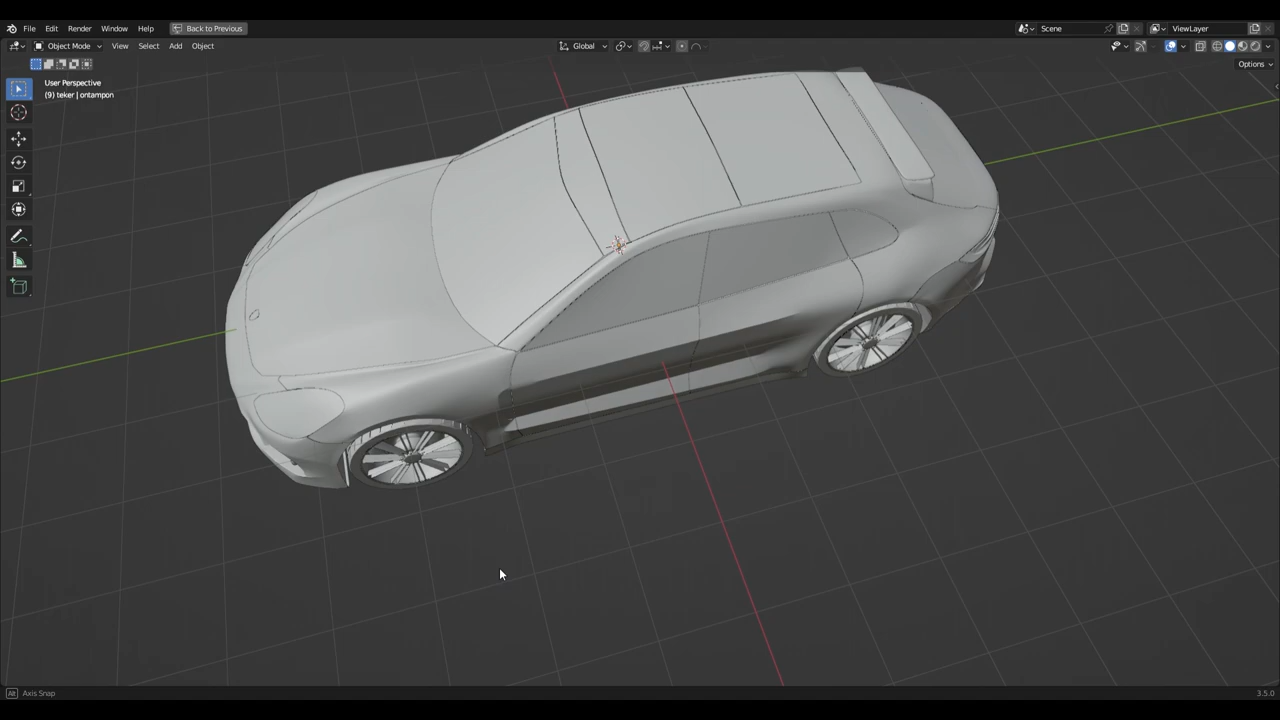 File Edit Render Window Help Back to Previous Scene ViewLayer
Object Mode View Select Add Object Global
Options
User Perspective
(9) teker | ontampon
Alt Axis Snap 3.5.0